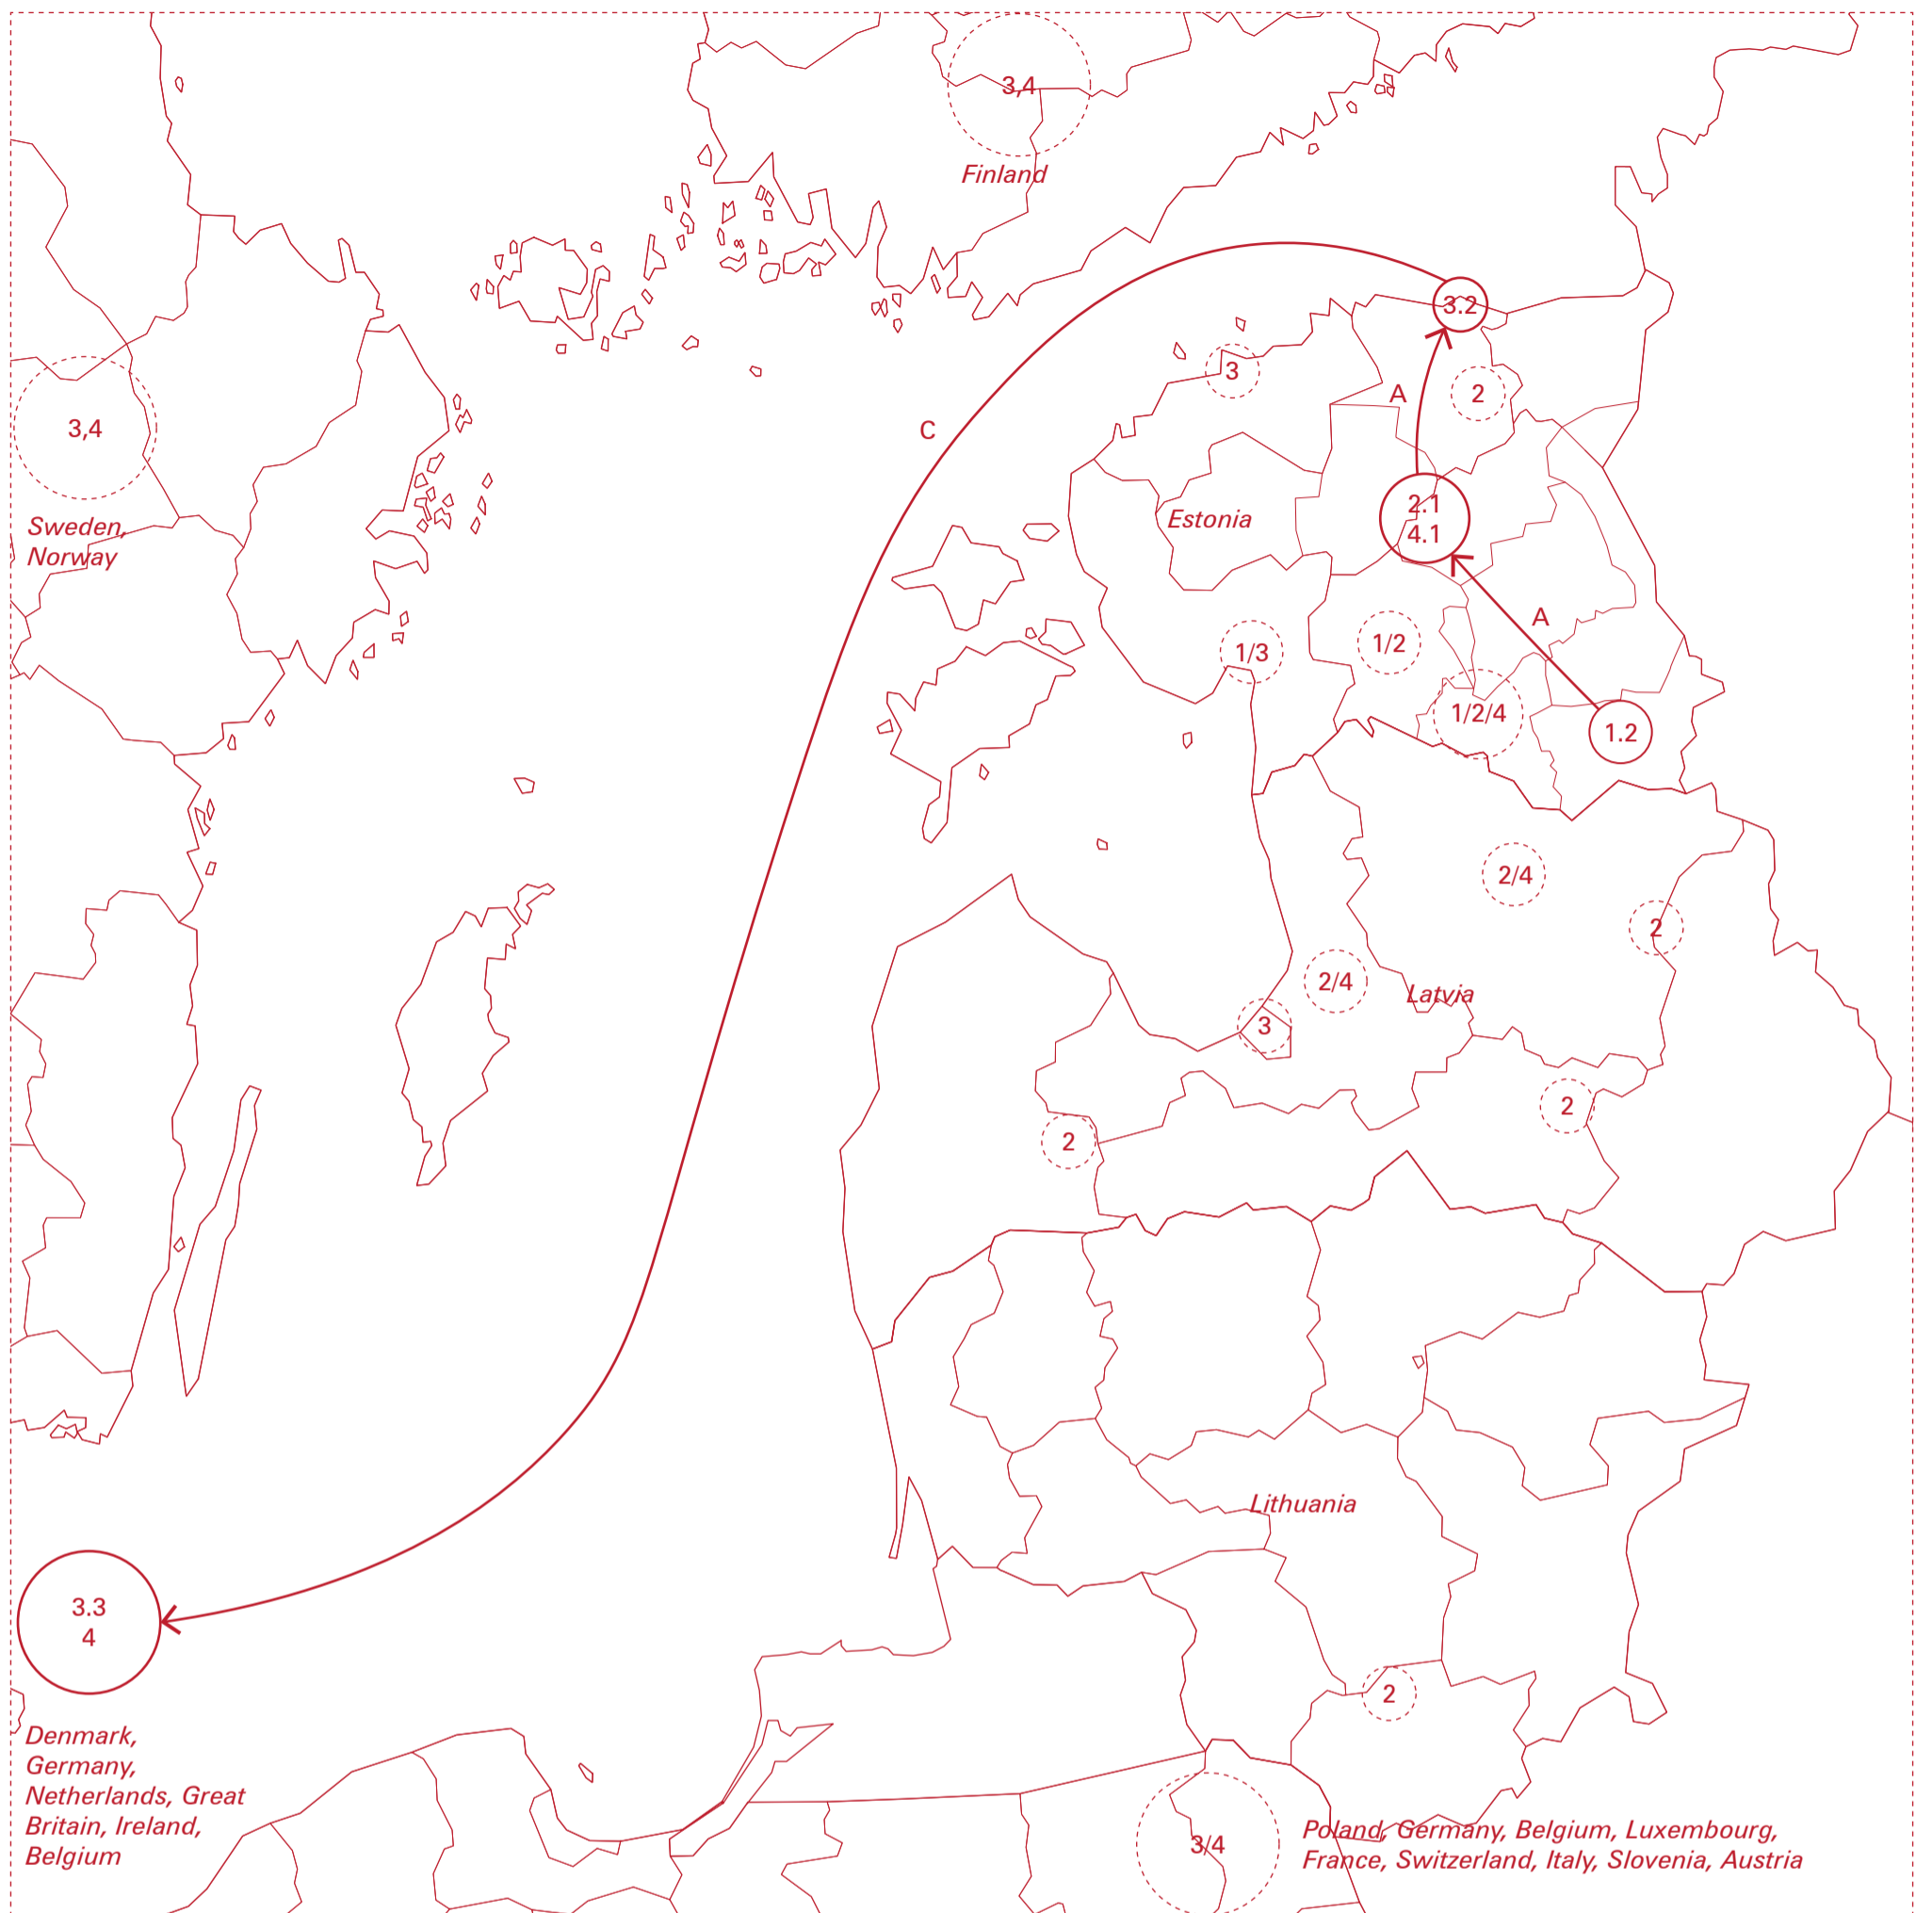 3,4
Finland
3.2
3
A
2
C
3,4
2.1
4.1
Estonia
Sweden,
Norway
A
1/3
1/2
1/2/4
1.2
2/4
2
2/4
Latvia
3
2
2
Lithuania
3.3
4
2
Denmark,
Germany,
Netherlands, Great
Britain, Ireland,
Belgium
3/4
Poland, Germany, Belgium, Luxembourg,
France, Switzerland, Italy, Slovenia, Austria